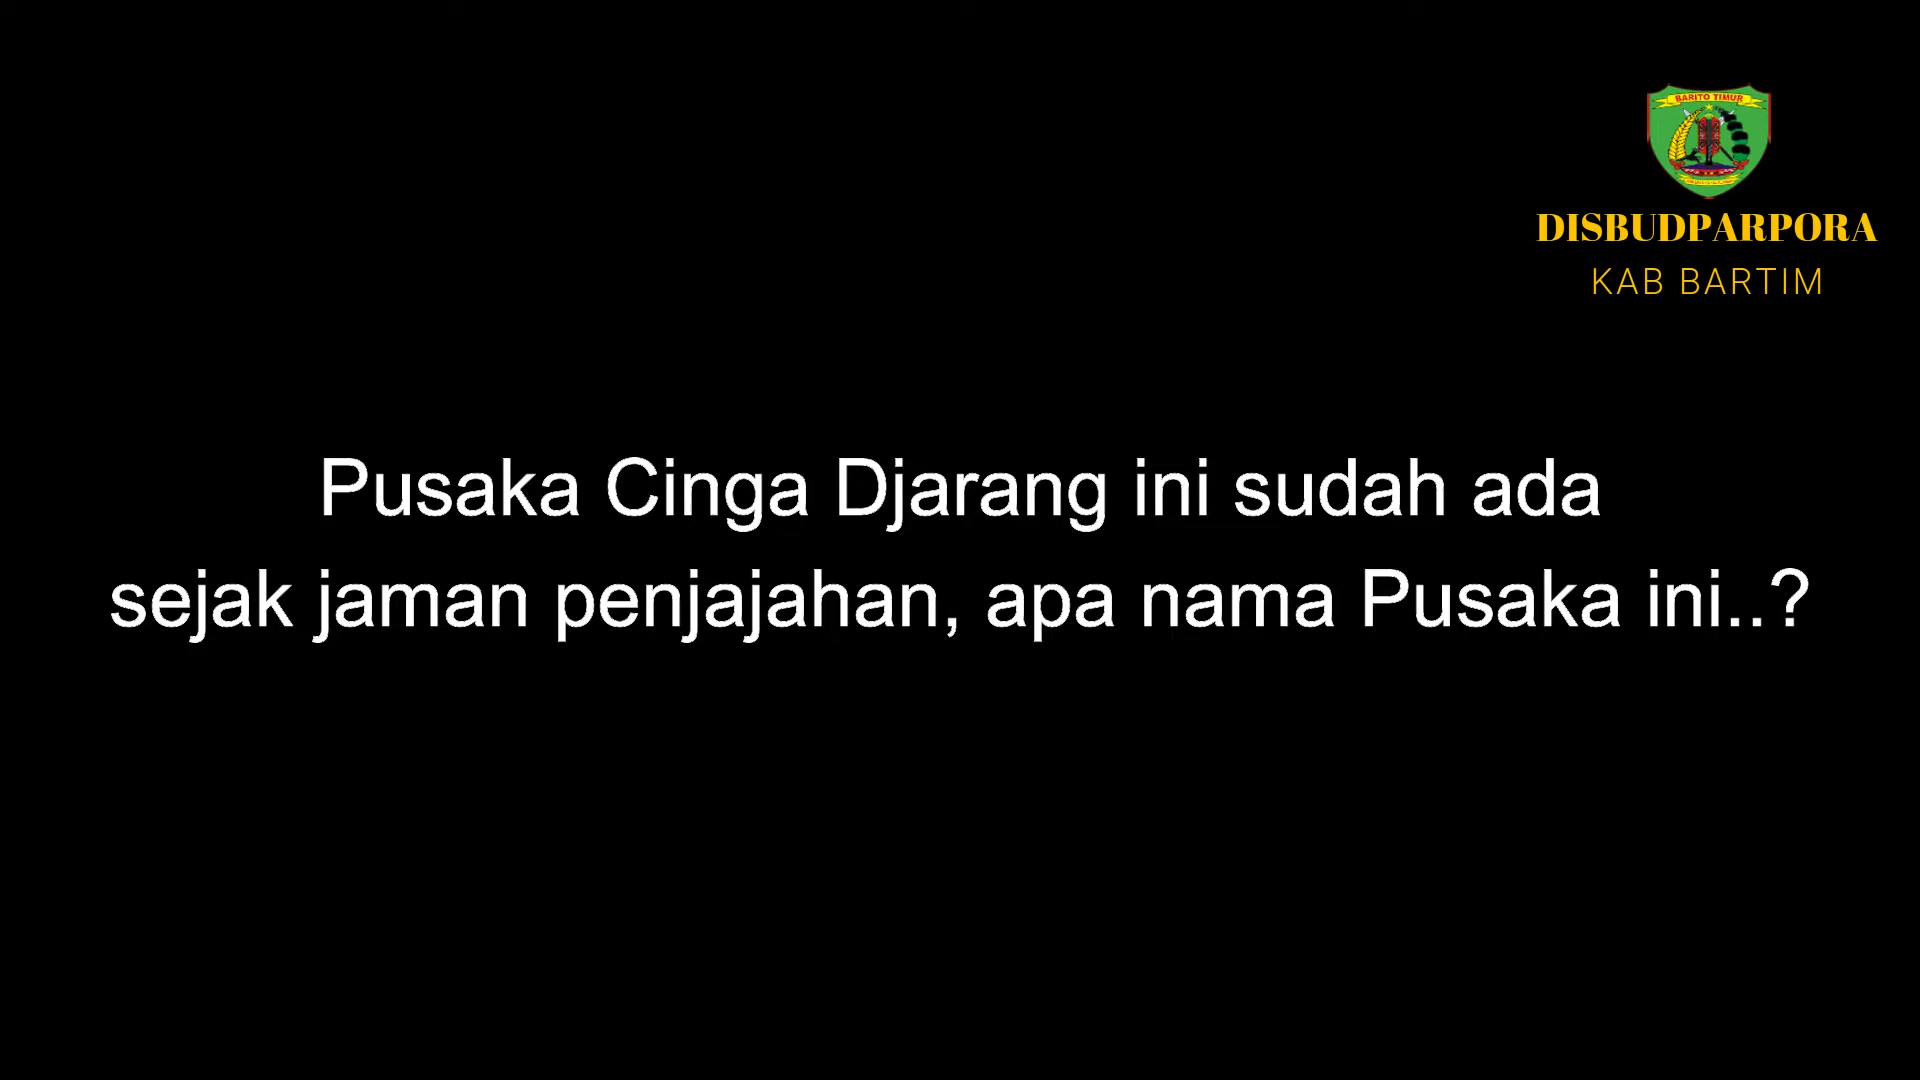 BARITO TIMUR
DISBUDPARPORA
KAB BARTIM
Pusaka Cinga Djarang ini sudah ada
sejak jaman penjajahan, apa nama Pusaka ini..?